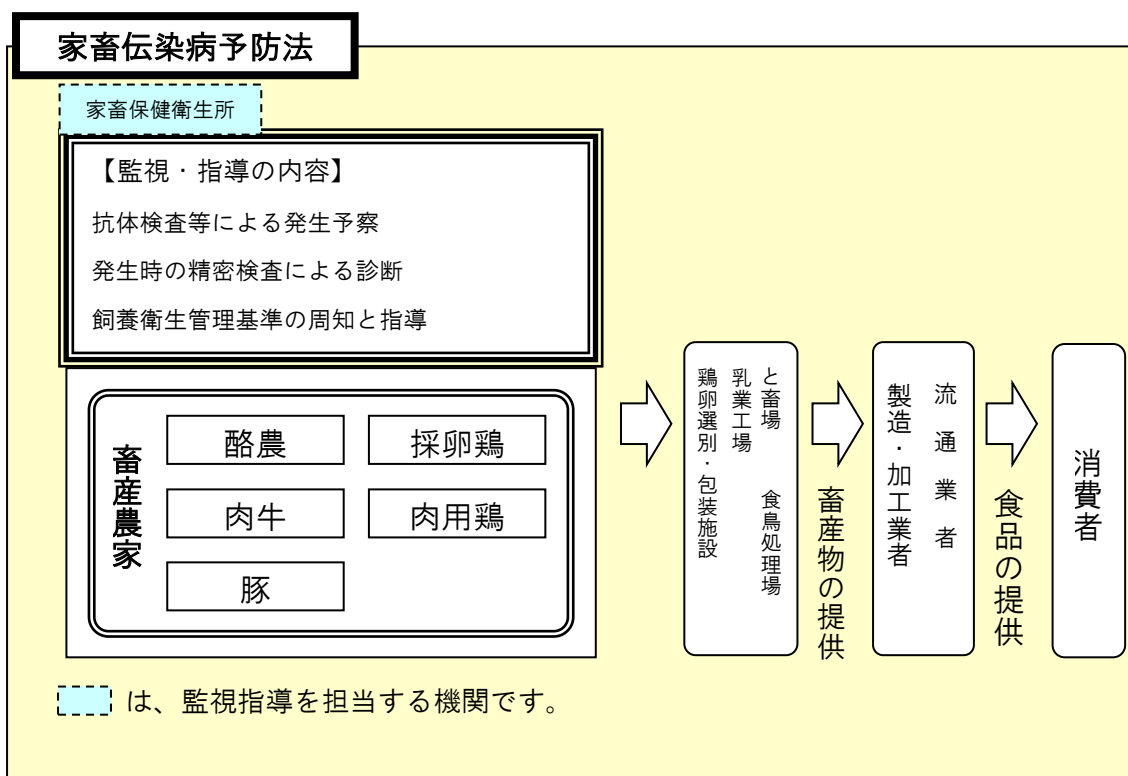 家畜伝染病予防法
家畜保健衛生所
【監視・指導の内容】
抗体検査等による発生予察
発生時の精密検査による診断
飼養衛生管理基準の周知と指導
畜産農家
酪農
採卵鶏
肉牛
肉用鶏
豚
と畜場　食鳥処理場
乳業工場
鶏卵選別・包装施設
畜産物の提供
流通業者
製造・加工業者
食品の提供
消費者
は、監視指導を担当する機関です。